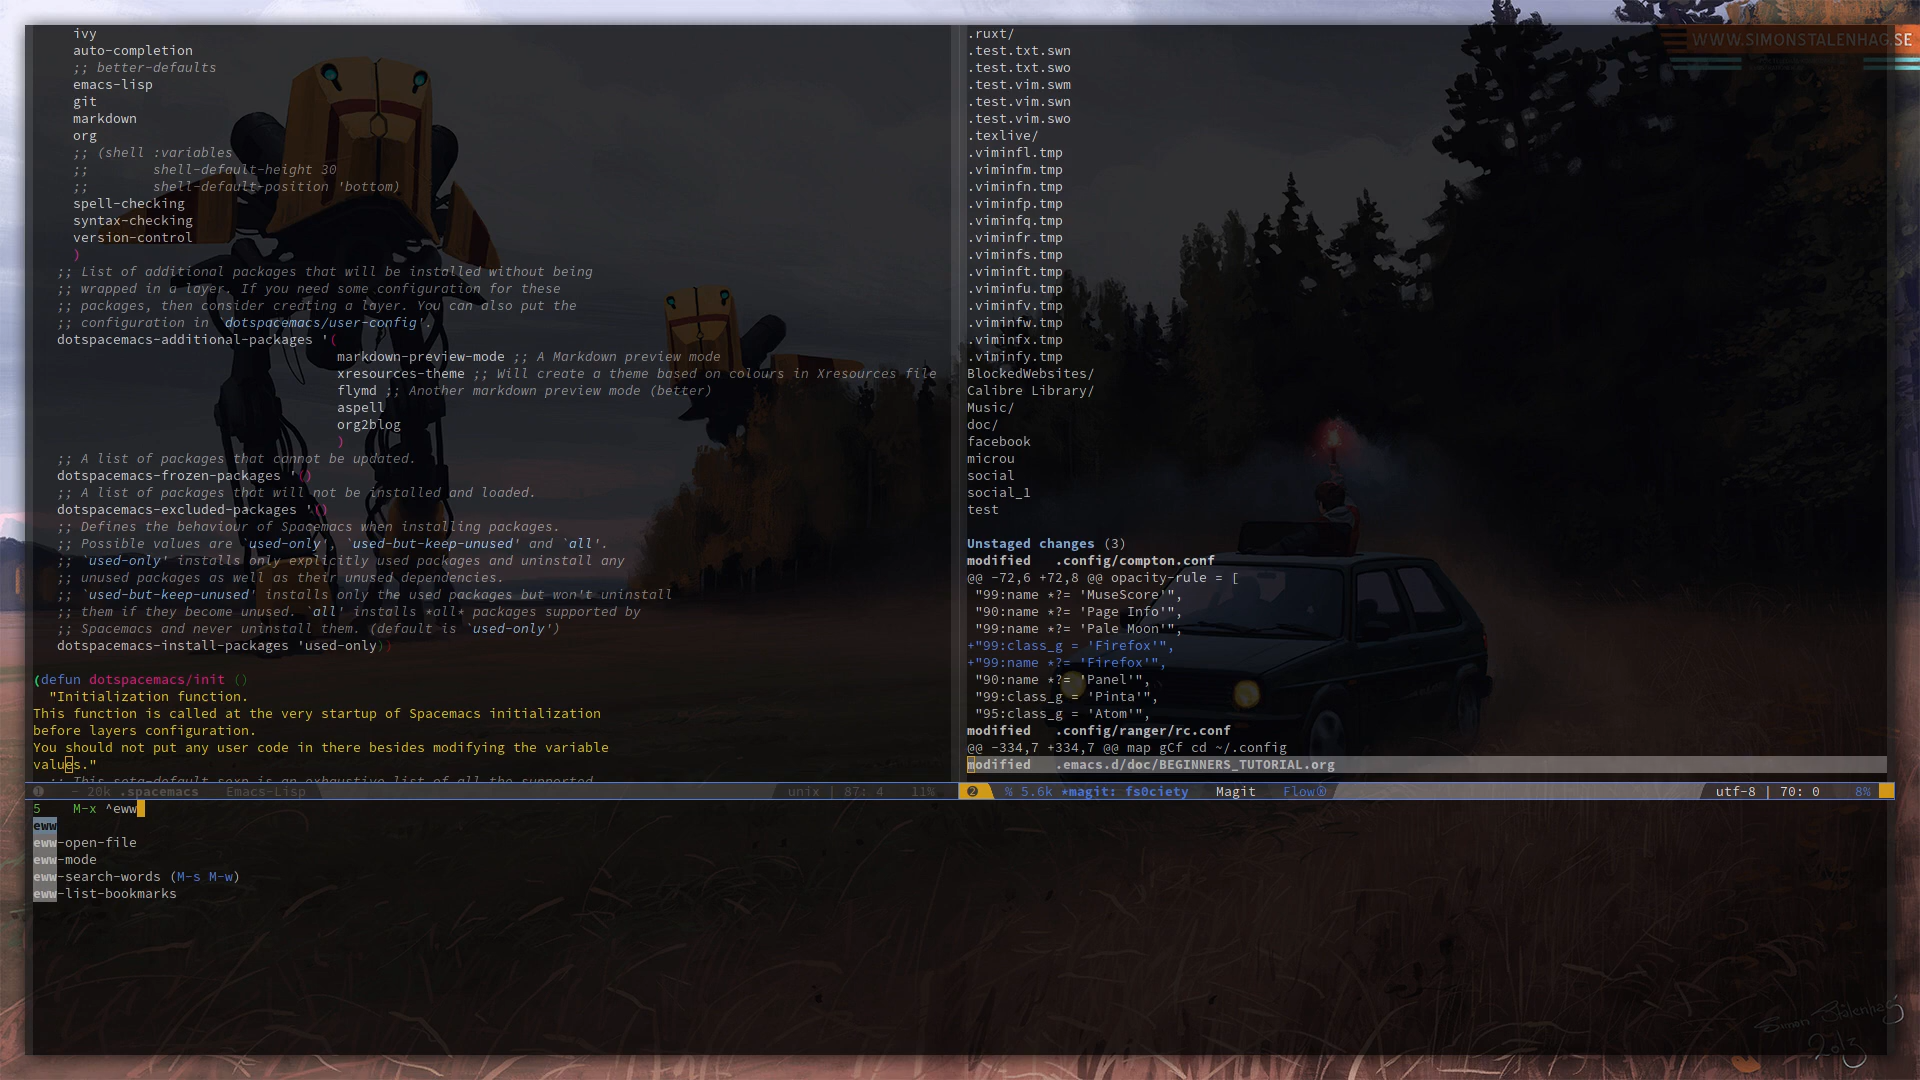 WWW.SIMONSTALENHAG.SE
ivy
auto-completion
;; better-defaults
emacs-lisp
git
markdown
org
;; (shell :variables
;;        shell-default-height 30
;;        shell-default-position 'bottom)
spell-checking
syntax-checking
version-control
)
;; List of additional packages that will be installed without being
;; wrapped in a layer. If you need some configuration for these
;; packages, then consider creating a layer. You can also put the
;; configuration in `dotspacemacs/user-config'.
dotspacemacs-additional-packages '(
markdown-preview-mode ;; A Markdown preview mode
xresources-theme ;; Will create a theme based on colours in Xresources file
flymd ;; Another markdown preview mode (better)
aspell
org2blog
)
;; A list of packages that cannot be updated.
dotspacemacs-frozen-packages '()
;; A list of packages that will not be installed and loaded.
dotspacemacs-excluded-packages '()
;; Defines the behaviour of Spacemacs when installing packages.
;; Possible values are `used-only', `used-but-keep-unused' and `all'.
;; `used-only' installs only explicitly used packages and uninstall any
;; unused packages as well as their unused dependencies.
;; `used-but-keep-unused' installs only the used packages but won't uninstall
;; them if they become unused. `all' installs *all* packages supported by
;; Spacemacs and never uninstall them. (default is `used-only')
dotspacemacs-install-packages 'used-only))
(defun dotspacemacs/init ()
"Initialization function.
This function is called at the very startup of Spacemacs initialization
before layers configuration.
You should not put any user code in there besides modifying the variable
values."
;; This setq-default sexp is an exhaustive list of all the supported
1 - 20k .spacemacs Emacs-Lisp unix | 87: 4 11%
.ruxt/
.test.txt.swn
.test.txt.swo
.test.vim.swm
.test.vim.swn
.test.vim.swo
.texlive/
.viminfl.tmp
.viminfm.tmp
.viminfn.tmp
.viminfp.tmp
.viminfq.tmp
.viminfr.tmp
.viminfs.tmp
.viminft.tmp
.viminfu.tmp
.viminfv.tmp
.viminfw.tmp
.viminfx.tmp
.viminfy.tmp
BlockedWebsites/
Calibre Library/
Music/
doc/
facebook
microu
social
social_1
test
Unstaged changes (3)
modified   .config/compton.conf
@@ -72,6 +72,8 @@ opacity-rule = [
"99:name *?= 'MuseScore'",
"90:name *?= 'Page Info'",
"99:name *?= 'Pale Moon'",
+"99:class_g = 'Firefox'",
+"99:name *?= 'Firefox'",
"90:name *?= 'Panel'",
"99:class_g = 'Pinta'",
"95:class_g = 'Atom'",
modified   .config/ranger/rc.conf
@@ -334,7 +334,7 @@ map gCf cd ~/.config
modified   .emacs.d/doc/BEGINNERS_TUTORIAL.org
2 % 5.6k *magit: fs0ciety Magit Flow® utf-8 | 70: 0 8%
5    M-x ^eww
eww
eww-open-file
eww-mode
eww-search-words (M-s M-w)
eww-list-bookmarks
Simon Stålenhag
2013